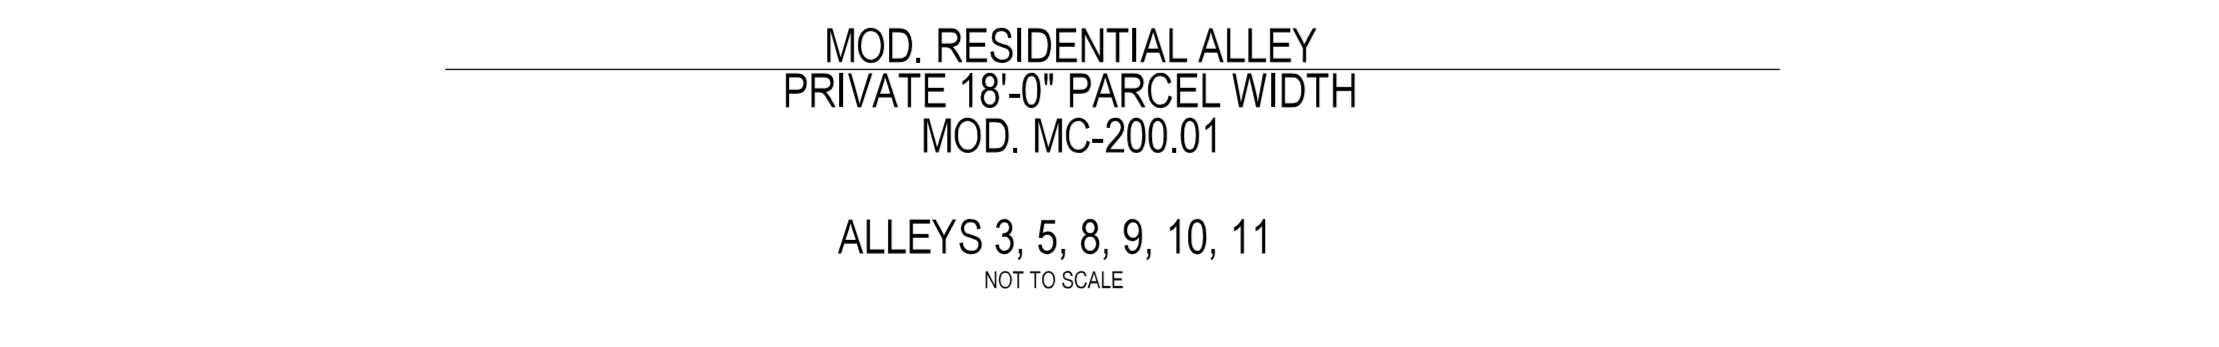 MOD. RESIDENTIAL ALLEY
PRIVATE 18'-0" PARCEL WIDTH
MOD. MC-200.01
ALLEYS 3, 5, 8, 9, 10, 11
NOT TO SCALE